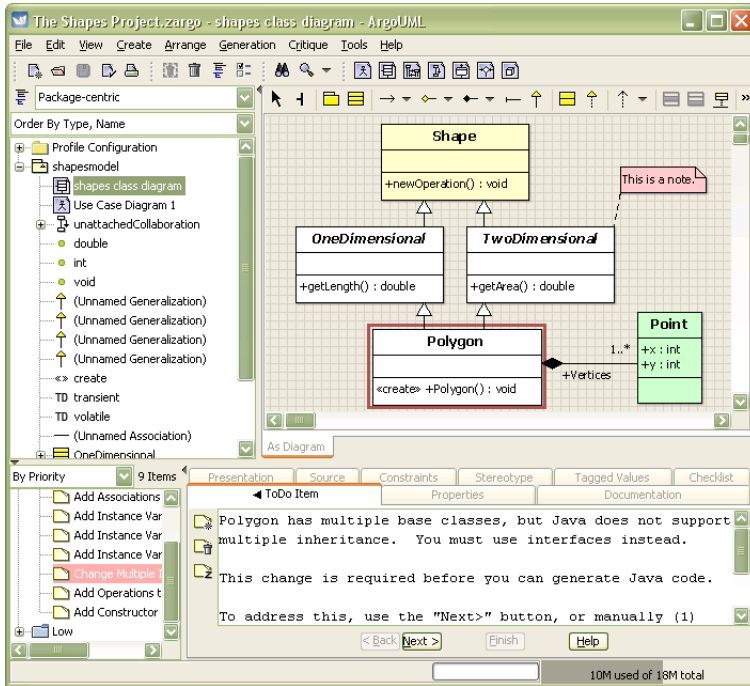 The Shapes Project.zargo - shapes class diagram - ArgoUML
File Edit View Create Arrange Generation Critique Tools Help
Package-centric
Order By Type, Name
Profile Configuration
shapesmodel
shapes class diagram
Use Case Diagram 1
unattachedCollaboration
double
int
void
(Unnamed Generalization)
(Unnamed Generalization)
(Unnamed Generalization)
(Unnamed Generalization)
«» create
TD transient
TD volatile
(Unnamed Association)
OneDimensional
Shape
+newOperation() : void
This is a note.
OneDimensional
+getLength() : double
TwoDimensional
+getArea() : double
Polygon
«create» +Polygon() : void
1..*
+Vertices
Point
+x : int
+y : int
As Diagram
By Priority 9 Items
Add Associations
Add Instance Var
Add Instance Var
Add Instance Var
Change Multiple I
Add Operations t
Add Constructor
Low
Presentation Source Constraints Stereotype Tagged Values Checklist
ToDo Item Properties Documentation
Polygon has multiple base classes, but Java does not support
multiple inheritance. You must use interfaces instead.
This change is required before you can generate Java code.
To address this, use the "Next>" button, or manually (1)
< Back Next > Finish Help
10M used of 18M total